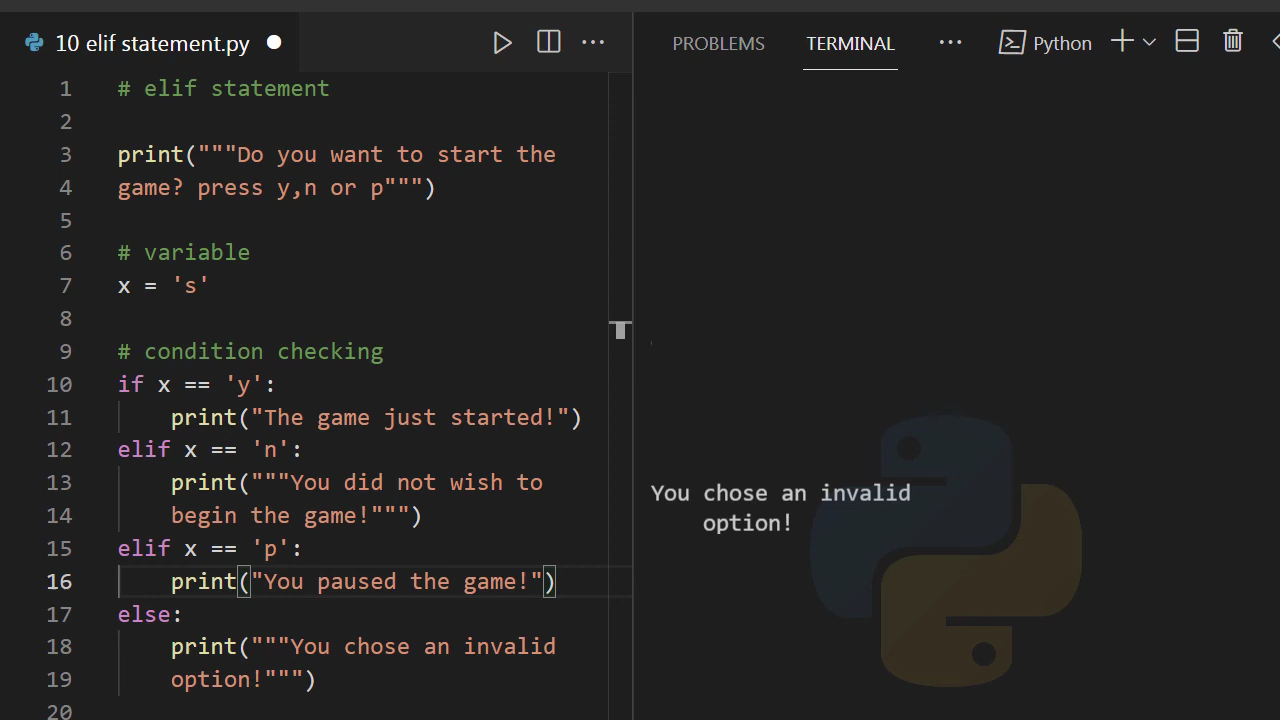 10 elif statement.py
PROBLEMS TERMINAL Python
1 # elif statement
2
3 print("""Do you want to start the
4 game? press y,n or p""")
5
6 # variable
7 x = 's'
8
9 # condition checking
10 if x == 'y':
11     print("The game just started!")
12 elif x == 'n':
13     print("""You did not wish to
14     begin the game!""")
15 elif x == 'p':
16     print("You paused the game!")
17 else:
18     print("""You chose an invalid
19     option!""")
20
You chose an invalid
    option!